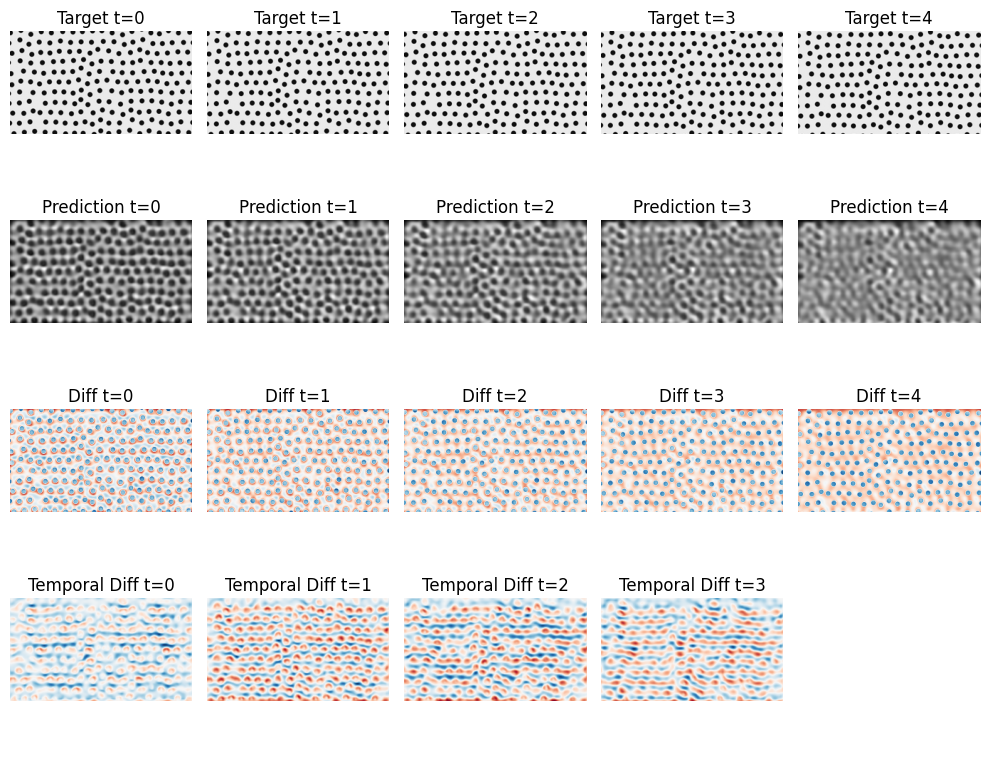 Target t=0
Target t=1
Target t=2
Target t=3
Target t=4
Prediction t=0
Prediction t=1
Prediction t=2
Prediction t=3
Prediction t=4
Diff t=0
Diff t=1
Diff t=2
Diff t=3
Diff t=4
Temporal Diff t=0
Temporal Diff t=1
Temporal Diff t=2
Temporal Diff t=3